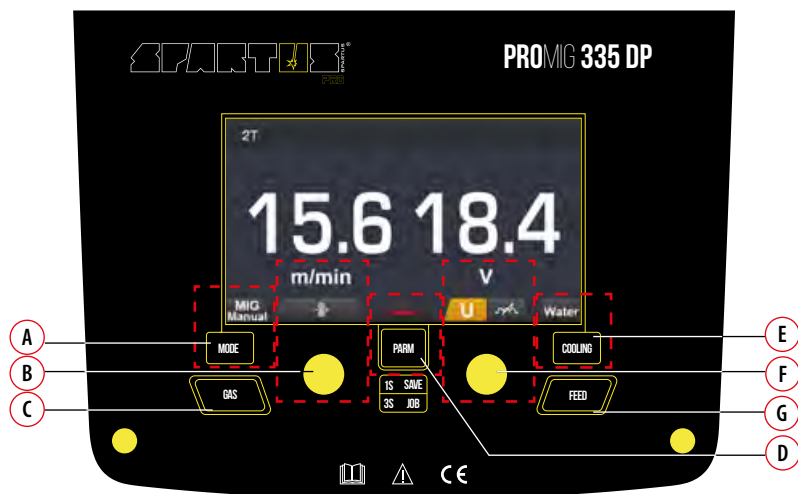 SPARTUS®
SPARTUS
PRO
PROMIG 335 DP
2T
15.6 18.4
m/min V
MIG
Manual
U
Water
MODE
PARM
COOLING
GAS
1S SAVE
3S JOB
FEED
A
B
C
E
F
G
D
CE